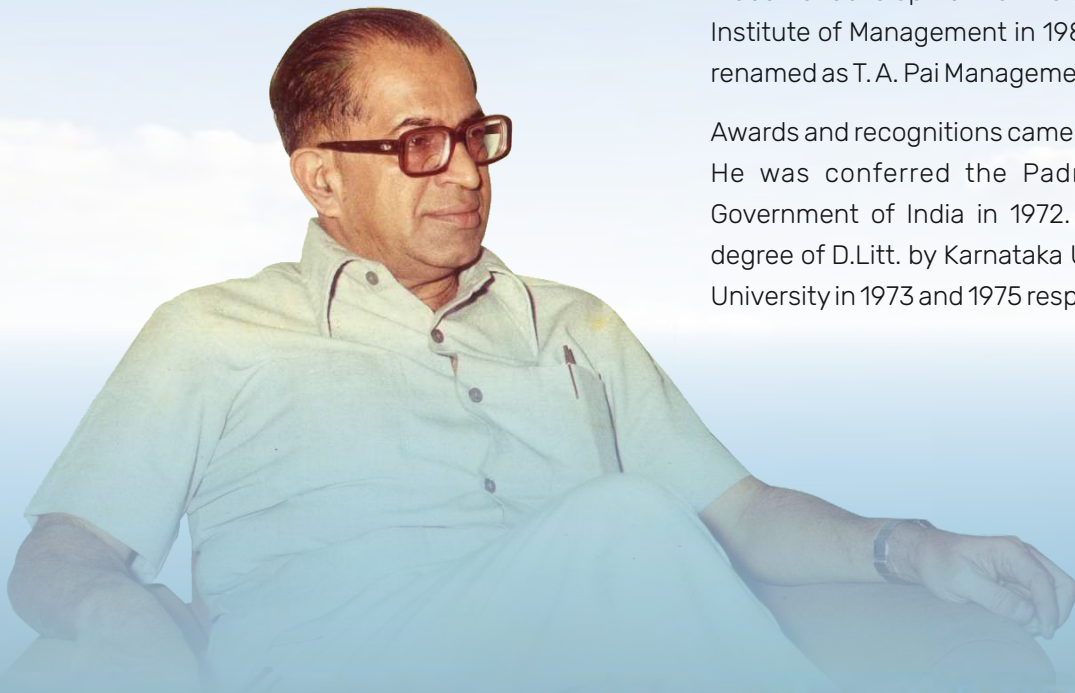 Institute of Management in 198
renamed as T. A. Pai Manageme
Awards and recognitions came
He was conferred the Pad
Government of India in 1972.
degree of D.Litt. by Karnataka
University in 1973 and 1975 resp